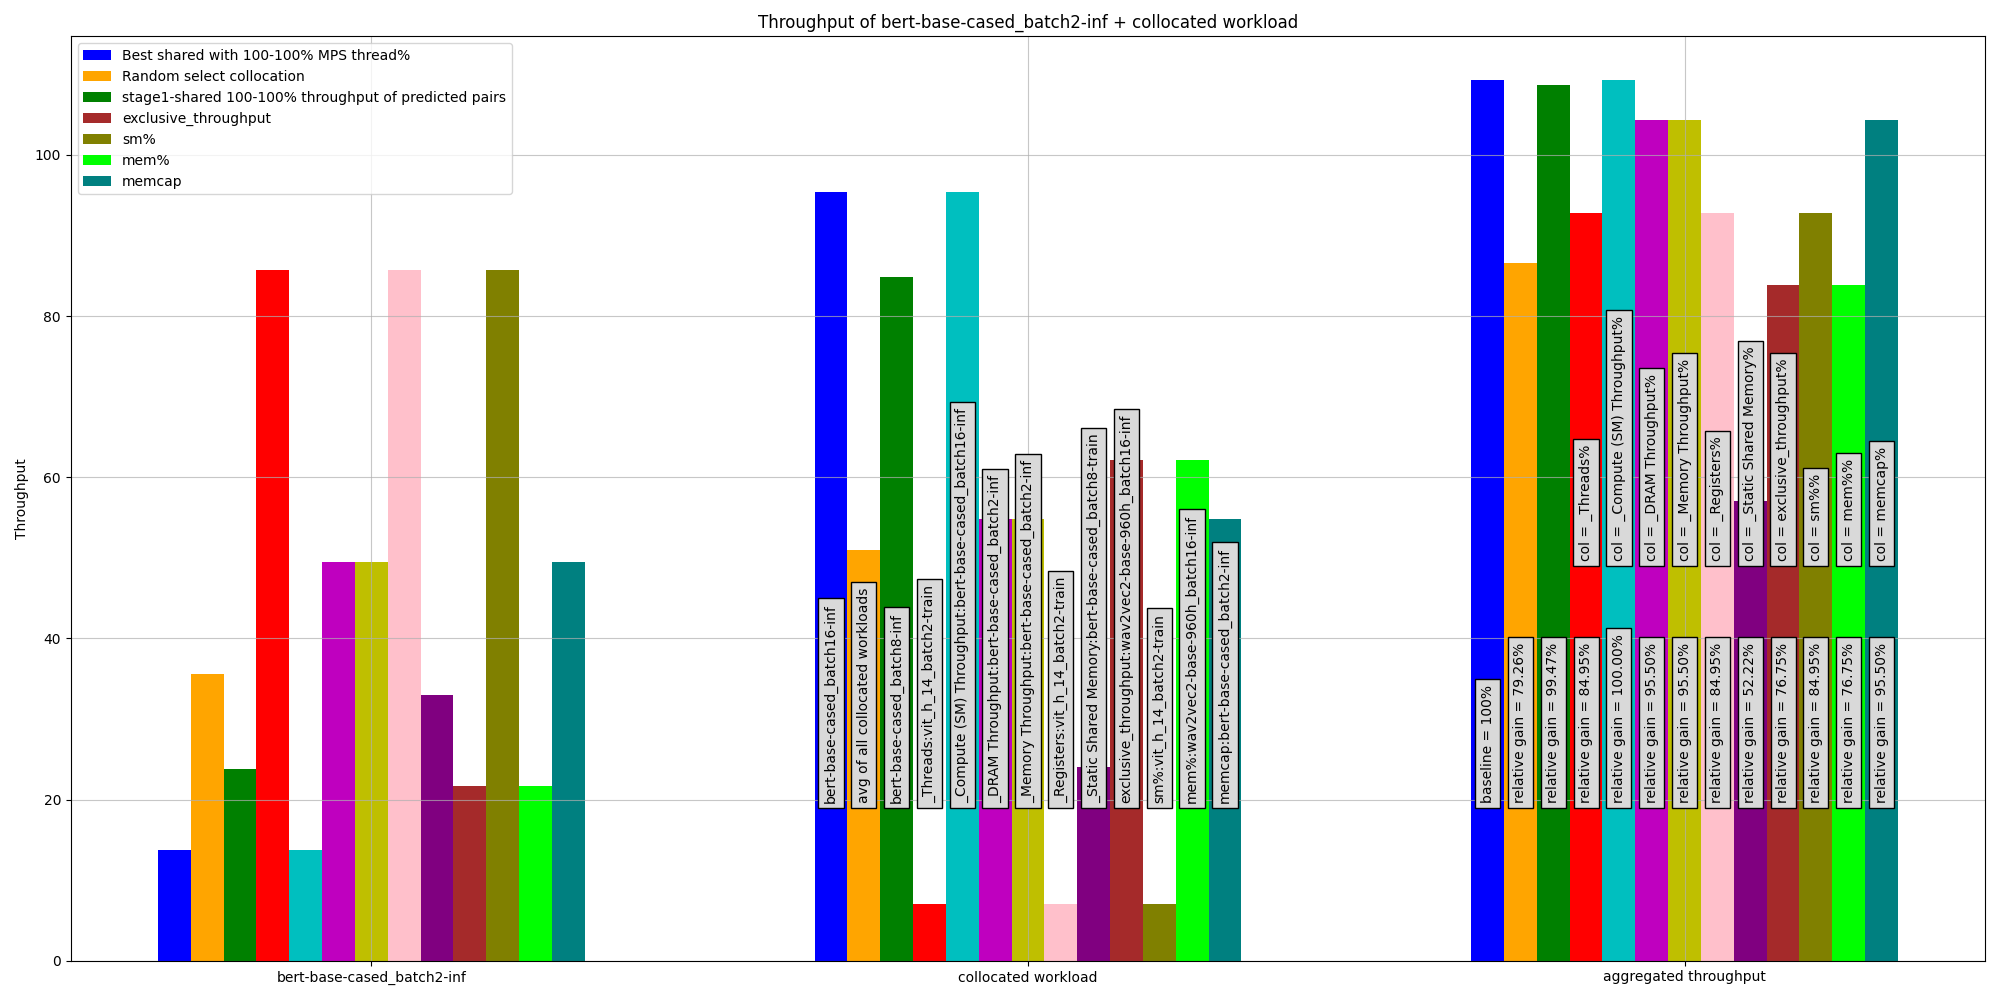 Throughput of bert-base-cased_batch2-inf + collocated workload
Best shared with 100-100% MPS thread%
Random select collocation
stage1-shared 100-100% throughput of predicted pairs
exclusive_throughput
sm%
mem%
memcap
Throughput
100
80
60
40
20
0
bert-base-cased_batch16-inf
avg of all collocated workloads
bert-base-cased_batch8-inf
_Threads:vit_h_14_batch2-train
_Compute (SM) Throughput:bert-base-cased_batch16-inf
_DRAM Throughput:bert-base-cased_batch2-inf
_Memory Throughput:bert-base-cased_batch2-inf
_Registers:vit_h_14_batch2-train
_Static Shared Memory:bert-base-cased_batch8-train
exclusive_throughput:wav2vec2-base-960h_batch16-inf
sm%:vit_h_14_batch2-train
mem%:wav2vec2-base-960h_batch16-inf
memcap:bert-base-cased_batch2-inf
col = _Threads%
col = _Compute (SM) Throughput%
col = _DRAM Throughput%
col = _Memory Throughput%
col = _Registers%
col = _Static Shared Memory%
col = exclusive_throughput%
col = sm%%
col = mem%%
col = memcap%
baseline = 100%
relative gain = 79.26%
relative gain = 99.47%
relative gain = 84.95%
relative gain = 100.00%
relative gain = 95.50%
relative gain = 95.50%
relative gain = 84.95%
relative gain = 52.22%
relative gain = 76.75%
relative gain = 84.95%
relative gain = 76.75%
relative gain = 95.50%
bert-base-cased_batch2-inf
collocated workload
aggregated throughput